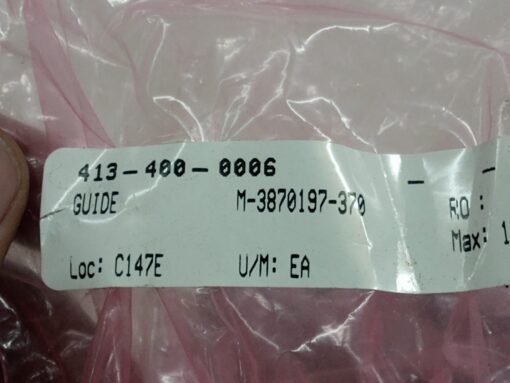 413-400-0006 - -
GUIDE M-3870197-370 RO :
Max: 1
Loc: C147E U/M: EA